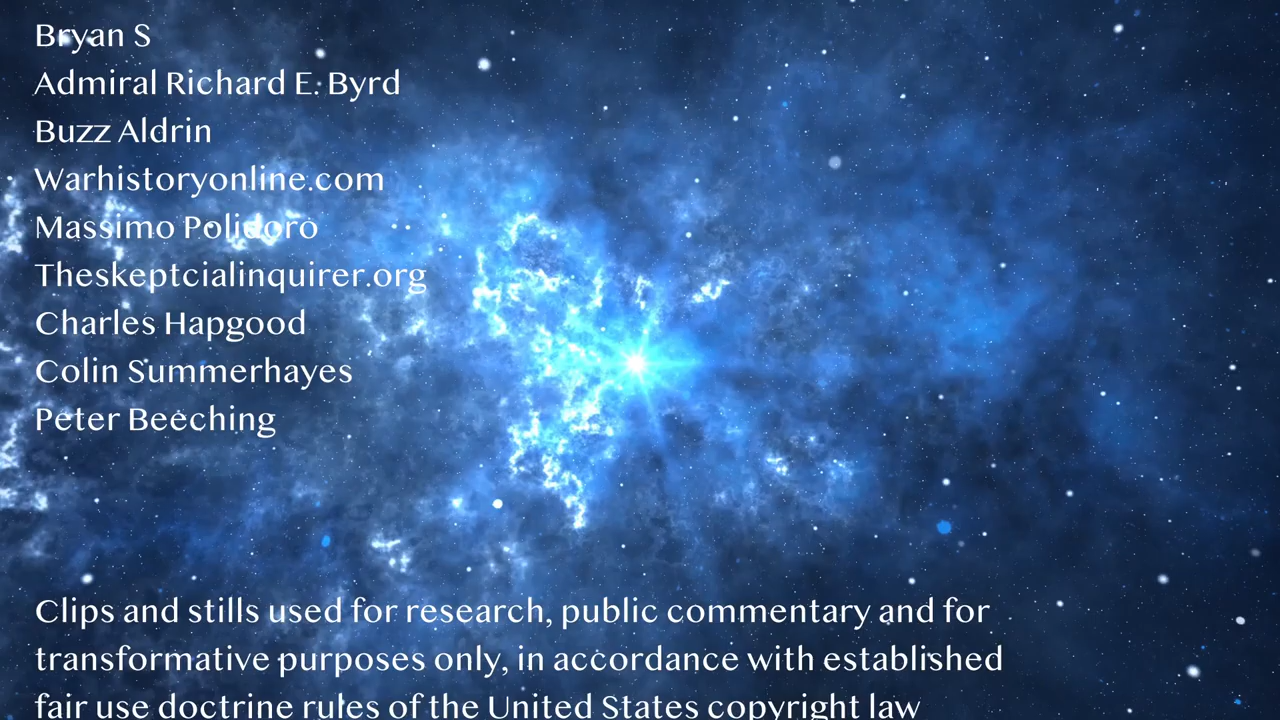 Bryan S
Admiral Richard E. Byrd
Buzz Aldrin
Warhistoryonline.com
Massimo Polidoro
Theskeptcialinquirer.org
Charles Hapgood
Colin Summerhayes
Peter Beeching
Clips and stills used for research, public commentary and for
transformative purposes only, in accordance with established
fair use doctrine rules of the United States copyright law